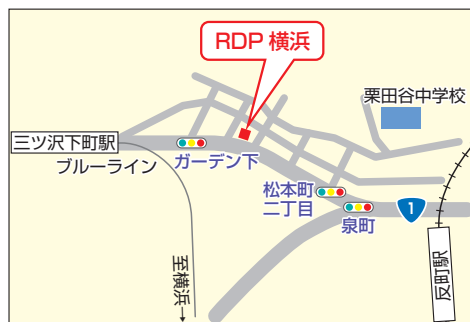 RDP 横浜
栗田谷中学校
三ツ沢下町駅
ブルーライン
ガーデン下
松本町
二丁目
泉町
1
反町駅
至横浜→